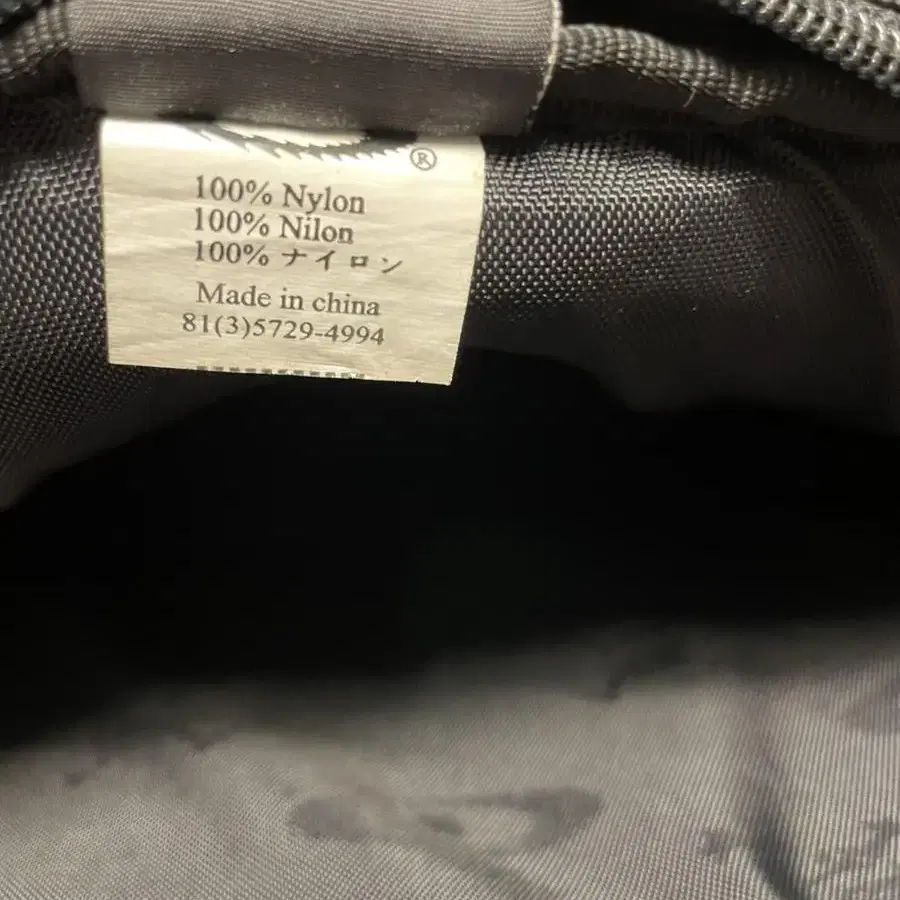 ®
100% Nylon
100% Nilon
100% ナイロン
Made in china
81(3)5729-4994